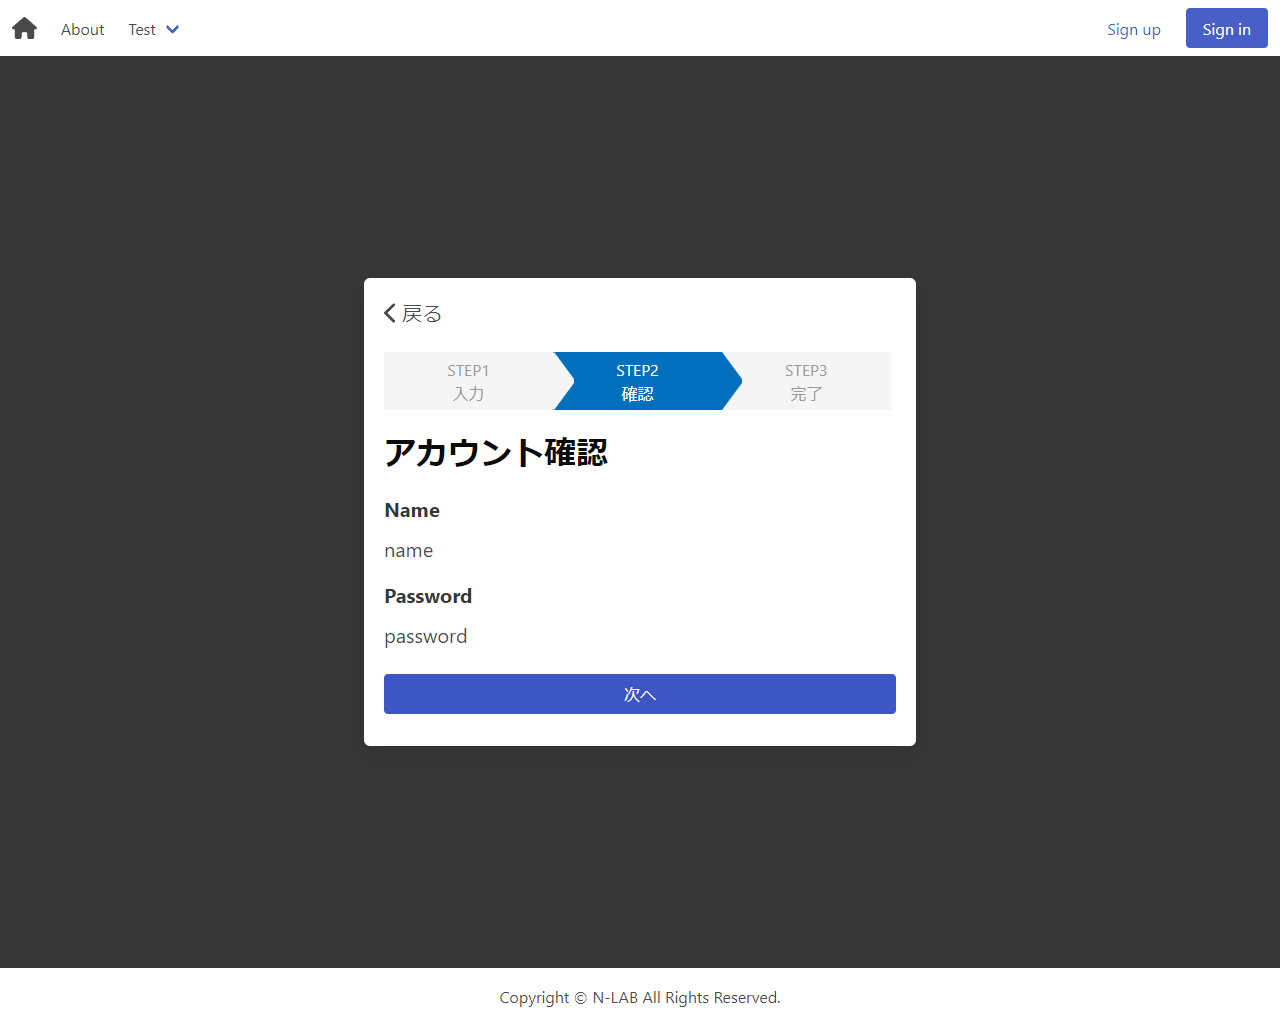 About Test Sign up Sign in
戻る
STEP1 STEP2 STEP3
入力 確認 完了
アカウント確認
Name
name
Password
password
次へ
Copyright © N-LAB All Rights Reserved.